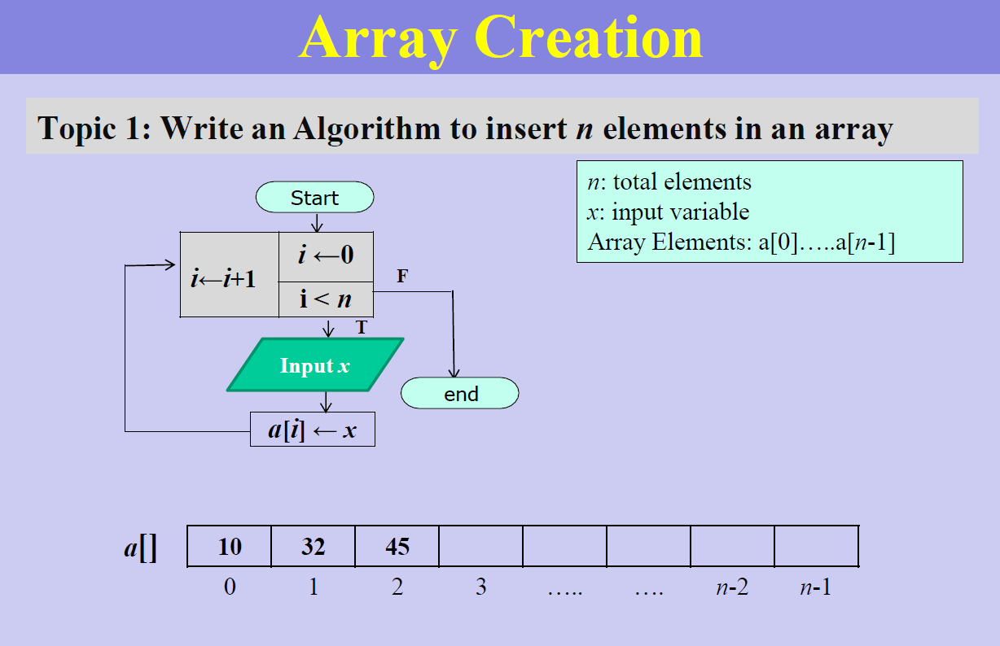 Array Creation
Topic 1: Write an Algorithm to insert n elements in an array
n: total elements
x: input variable
Array Elements: a[0]…..a[n-1]
Start
i←i+1
i ←0
i < n
F
T
Input x
end
a[i] ← x
a[] 10 32 45
0 1 2 3 ….. …. n-2 n-1